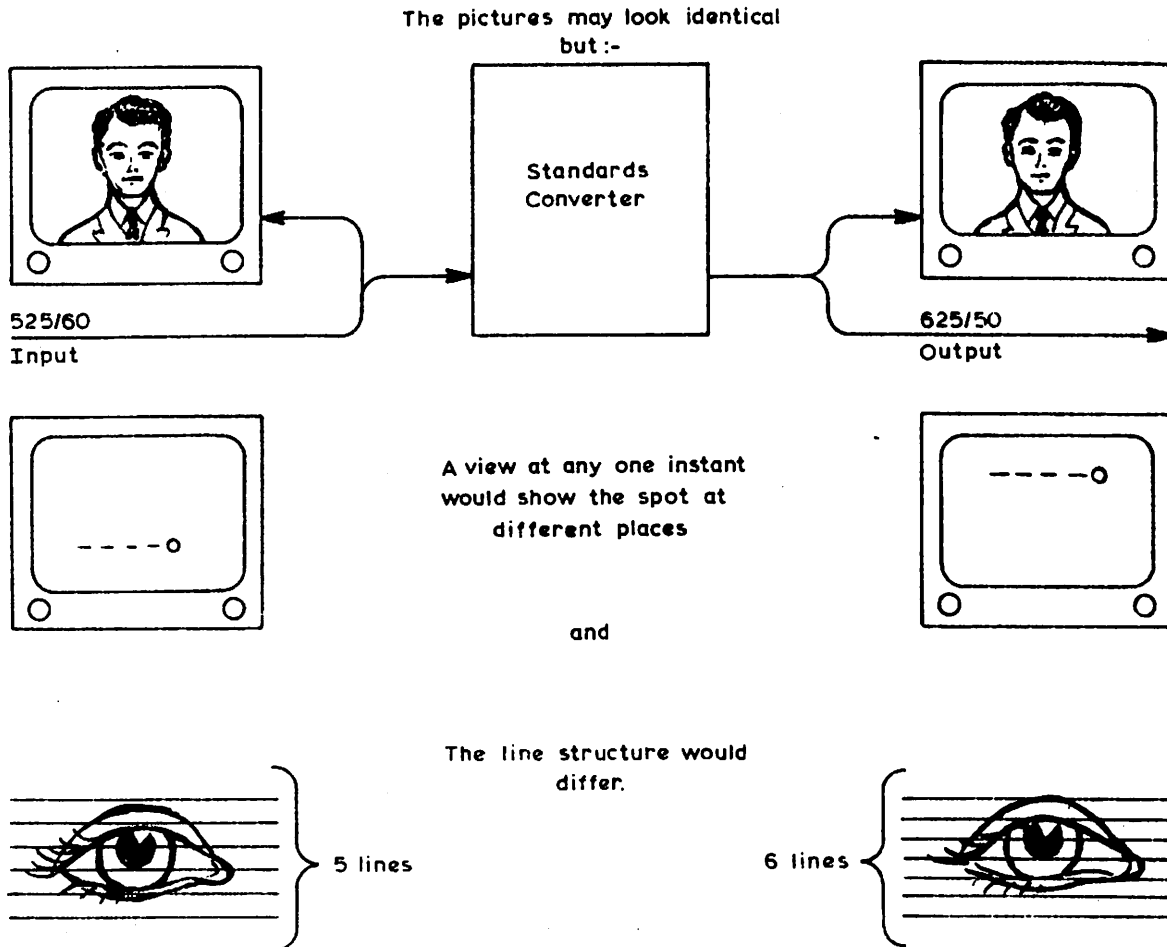 The pictures may look identical
but :-
Standards
Converter
525/60
Input
625/50
Output
A view at any one instant
would show the spot at
different places
and
The line structure would
differ.
5 lines
6 lines